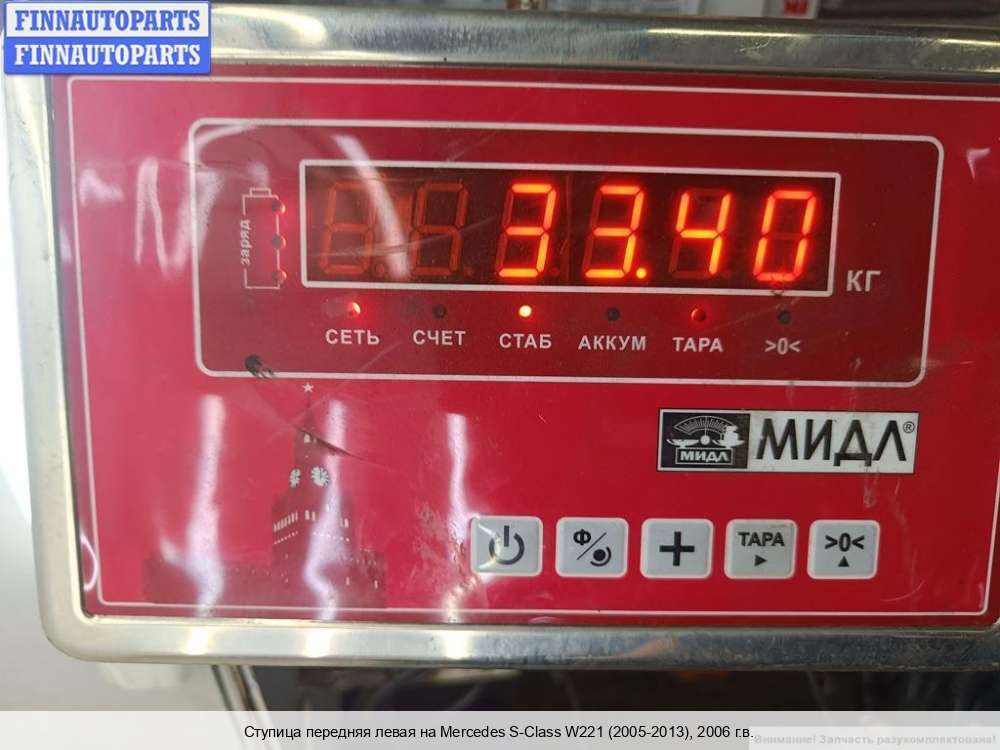 FINNAUTOPARTS
FINNAUTOPARTS
заряд
33.40
КГ
СЕТЬ СЧЕТ СТАБ АККУМ ТАРА >0<
МИДЛ МИДЛ®
Ф + ТАРА >0<
Ступица передняя левая на Mercedes S-Class W221 (2005-2013), 2006 г.в.
Внимание! Запчасть разукомплектована!